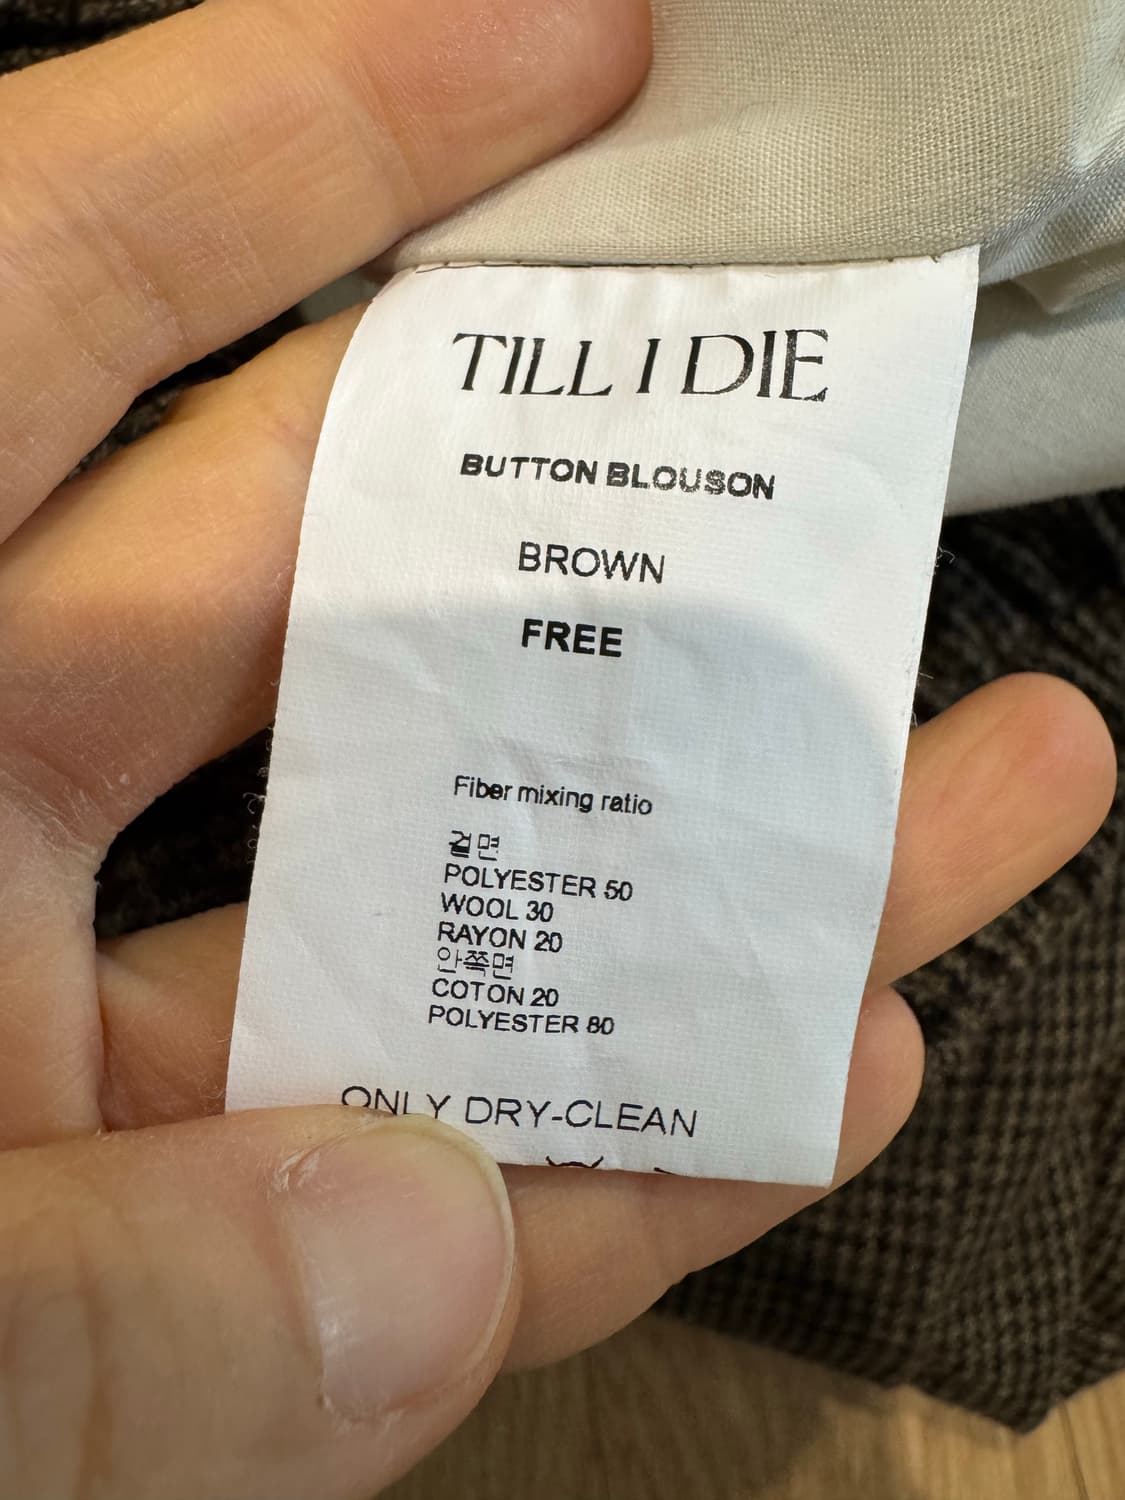 TILL I DIE
BUTTON BLOUSON
BROWN
FREE
Fiber mixing ratio
겉면
POLYESTER 50
WOOL 30
RAYON 20
안쪽면
COTON 20
POLYESTER 80
ONLY DRY-CLEAN